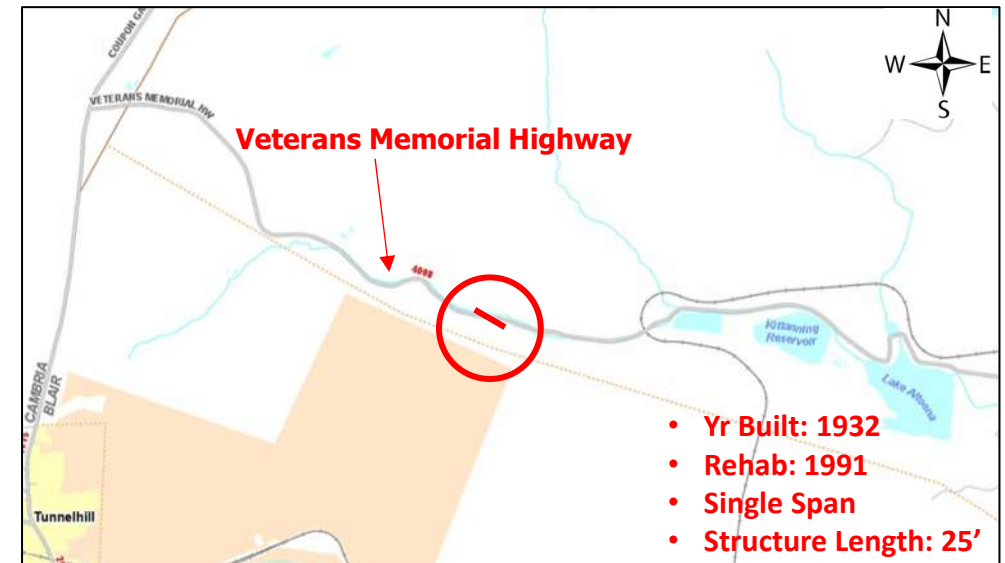 N
W
E
S
COUPON GA
VETERANS MEMORIAL HW
Veterans Memorial Highway
4008
Kittanning
Reservoir
Lake Altoona
CAMBRIA
BLAIR
Tunnelhill
• Yr Built: 1932
• Rehab: 1991
• Single Span
• Structure Length: 25’